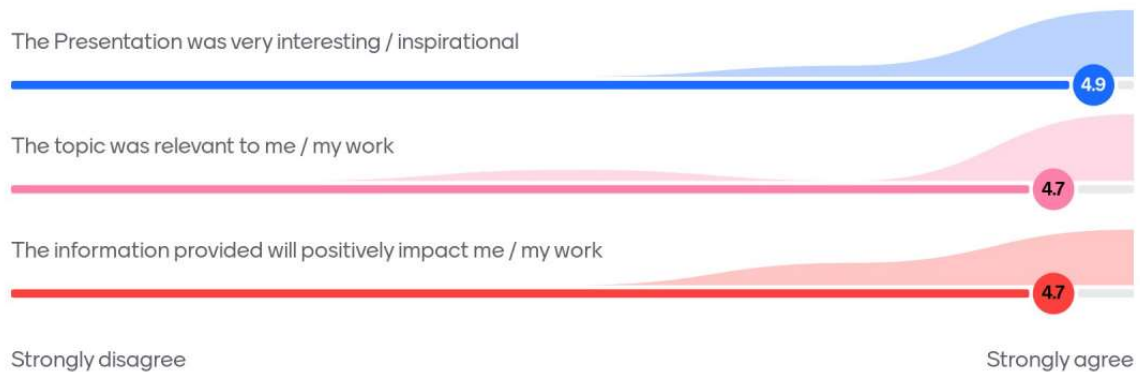 The Presentation was very interesting / inspirational
4.9
The topic was relevant to me / my work
4.7
The information provided will positively impact me / my work
4.7
Strongly disagree
Strongly agree